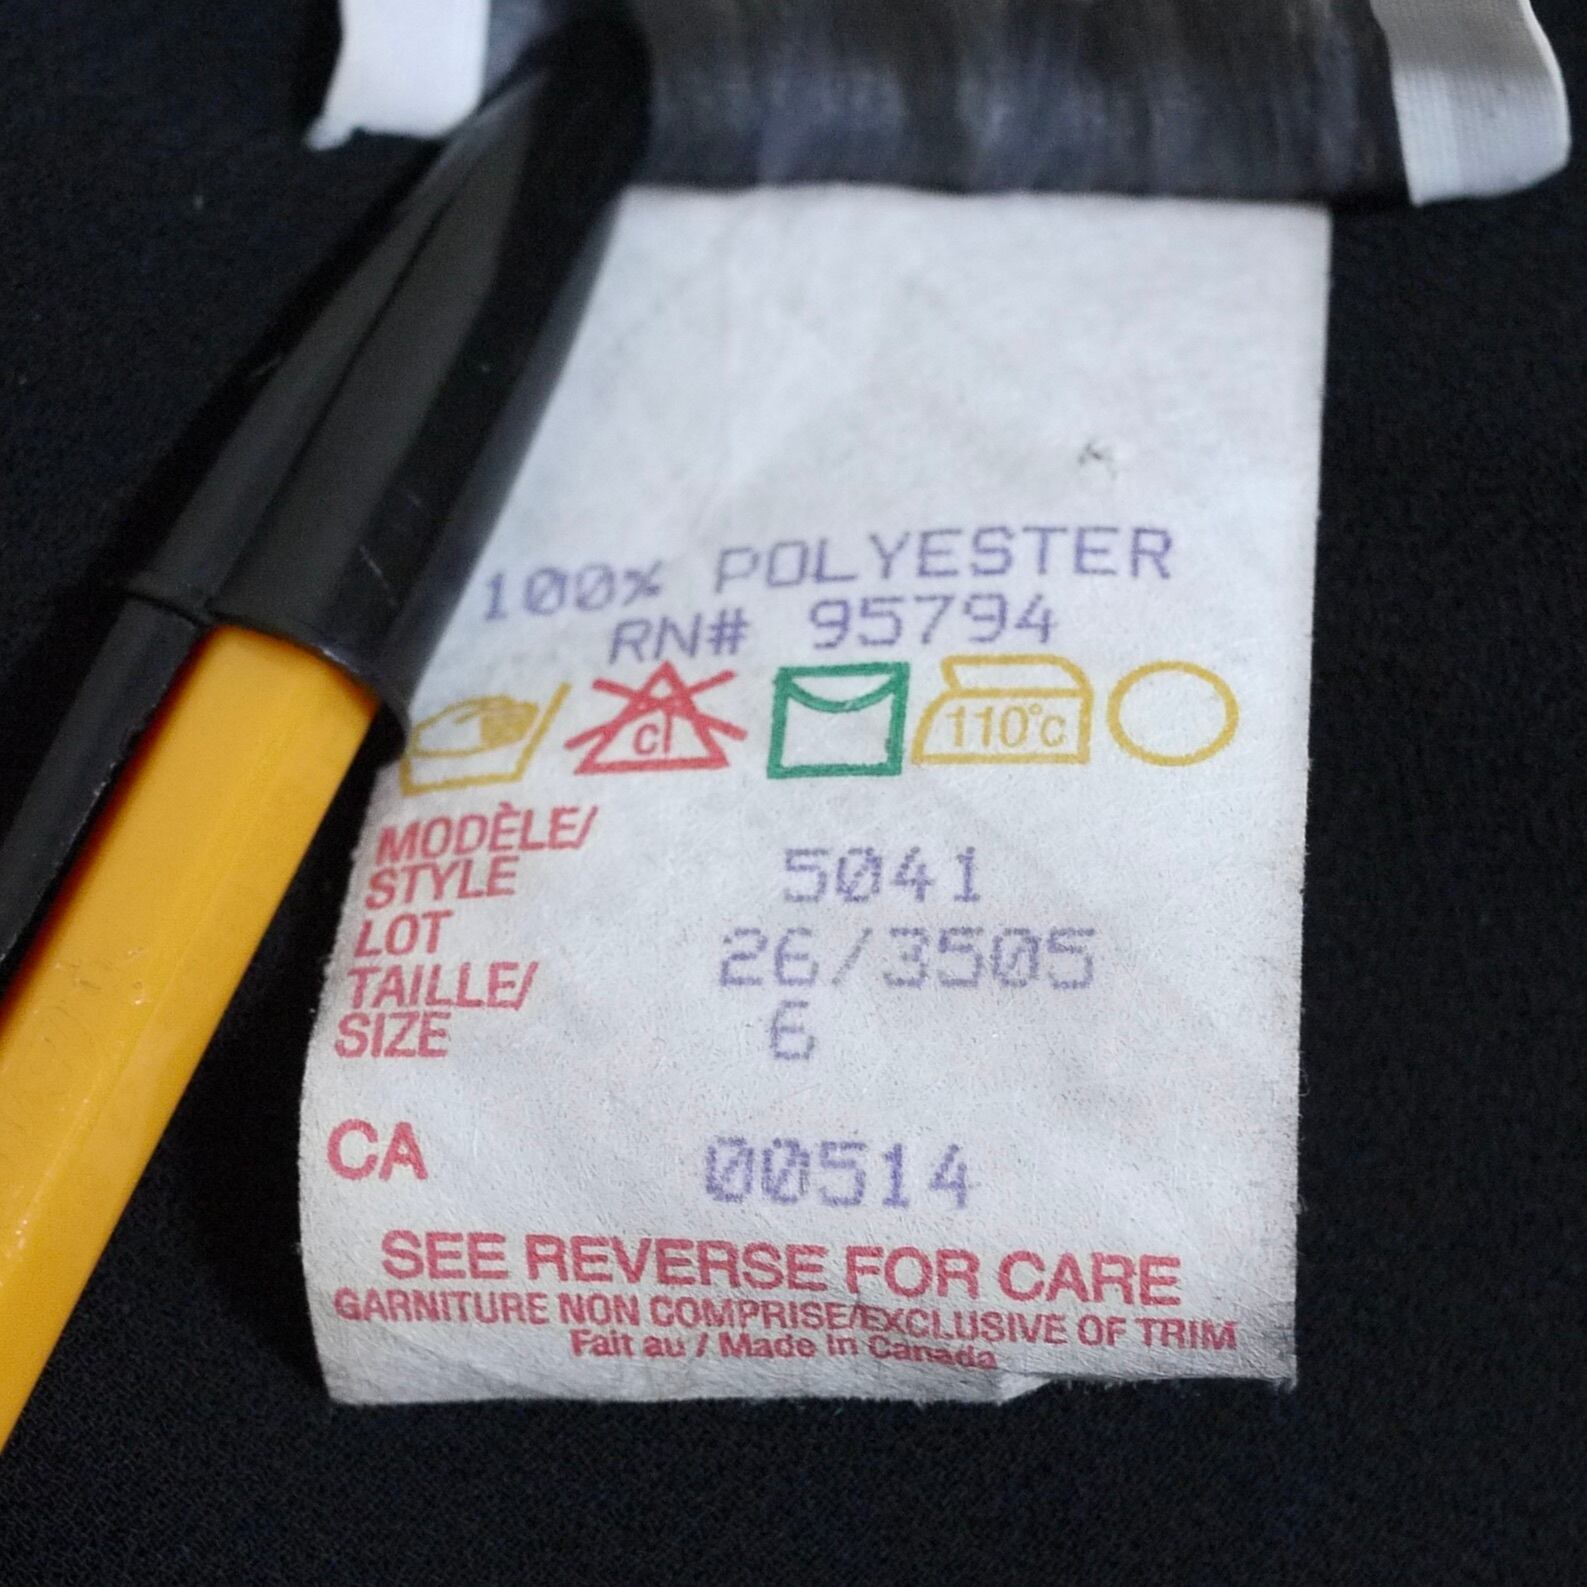 100% POLYESTER
RN# 95794
cl
110°c
MODÈLE/
STYLE 5041
LOT 26/3505
TAILLE/
SIZE 6
CA 00514
SEE REVERSE FOR CARE
GARNITURE NON COMPRISE/EXCLUSIVE OF TRIM
Fait au / Made in Canada